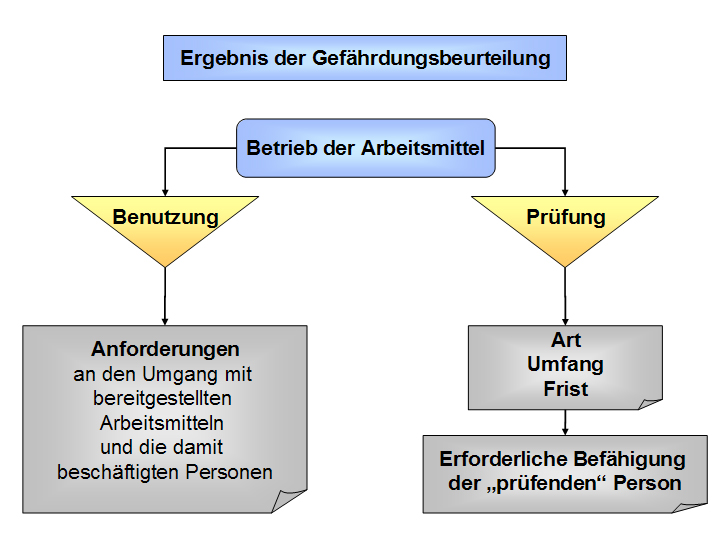 Ergebnis der Gefährdungsbeurteilung
Betrieb der Arbeitsmittel
Benutzung
Prüfung
Anforderungen
an den Umgang mit
bereitgestellten
Arbeitsmitteln
und die damit
beschäftigten Personen
Art
Umfang
Frist
Erforderliche Befähigung
der „prüfenden“ Person